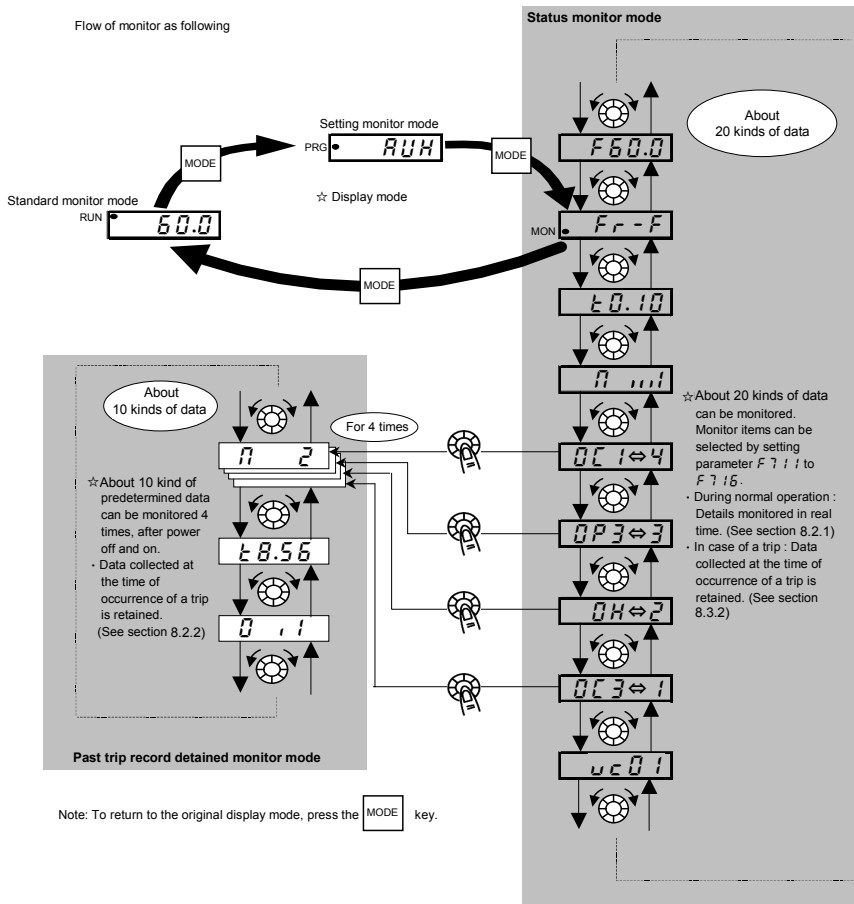 Flow of monitor as following
Status monitor mode
About
20 kinds of data
Setting monitor mode
PRG
AUH
MODE
MODE
F60.0
Standard monitor mode
RUN
60.0
☆ Display mode
MON
Fr-F
MODE
t0.10
About
10 kinds of data
For 4 times
n 2
OC1⇔4
☆About 20 kinds of data
can be monitored.
Monitor items can be
selected by setting
parameter F711 to
F716.
・During normal operation :
Details monitored in real
time. (See section 8.2.1)
・In case of a trip : Data
collected at the time of
occurrence of a trip is
retained. (See section
8.3.2)
☆About 10 kind of
predetermined data
can be monitored 4
times, after power
off and on.
・Data collected at
the time of
occurrence of a trip
is retained.
(See section 8.2.2)
t8.56
OP3⇔3
OH⇔2
OC3⇔1
uc01
Past trip record detained monitor mode
Note: To return to the original display mode, press the MODE key.